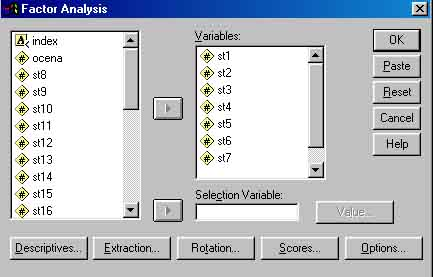 Factor Analysis
index
ocena
st8
st9
st10
st11
st12
st13
st14
st15
st16
Variables:
st1
st2
st3
st4
st5
st6
st7
Selection Variable:
Value...
OK
Paste
Reset
Cancel
Help
Descriptives...
Extraction...
Rotation...
Scores...
Options...